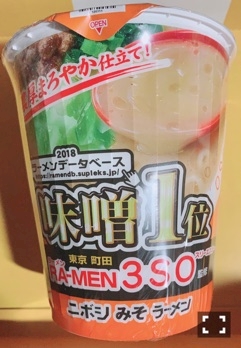 OPEN
厚まろやか仕立て!
2018
ラーメンデータベース
https://ramendb.supleks.jp/
味噌1位
東京 町田
RA-MEN 3SO
ニボシ みそ ラーメン